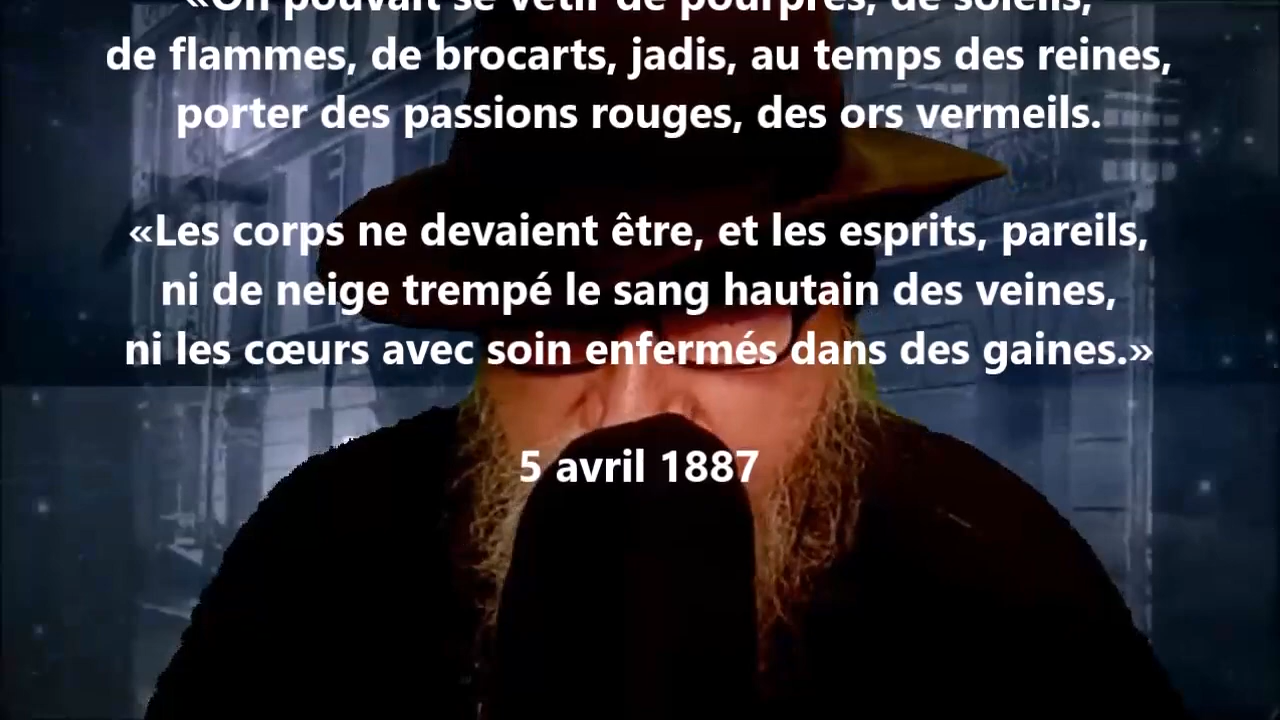 «On pouvait se vêtir de pourpres, de soleils,
de flammes, de brocarts, jadis, au temps des reines,
porter des passions rouges, des ors vermeils.
«Les corps ne devaient être, et les esprits, pareils,
ni de neige trempé le sang hautain des veines,
ni les cœurs avec soin enfermés dans des gaines.»
5 avril 1887